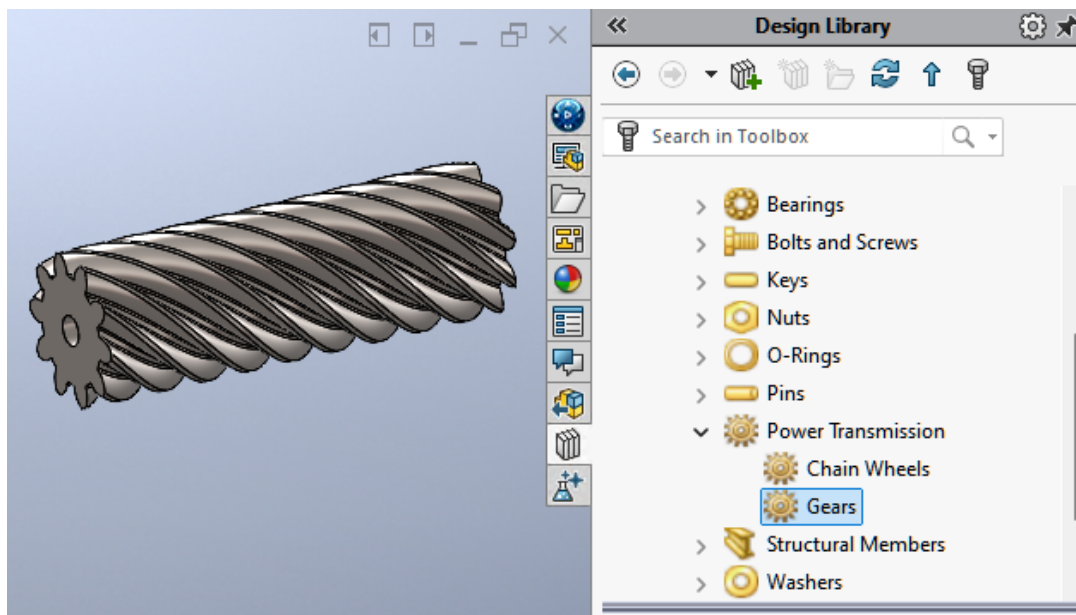 Design Library
Search in Toolbox
Bearings
Bolts and Screws
Keys
Nuts
O-Rings
Pins
Power Transmission
Chain Wheels
Gears
Structural Members
Washers